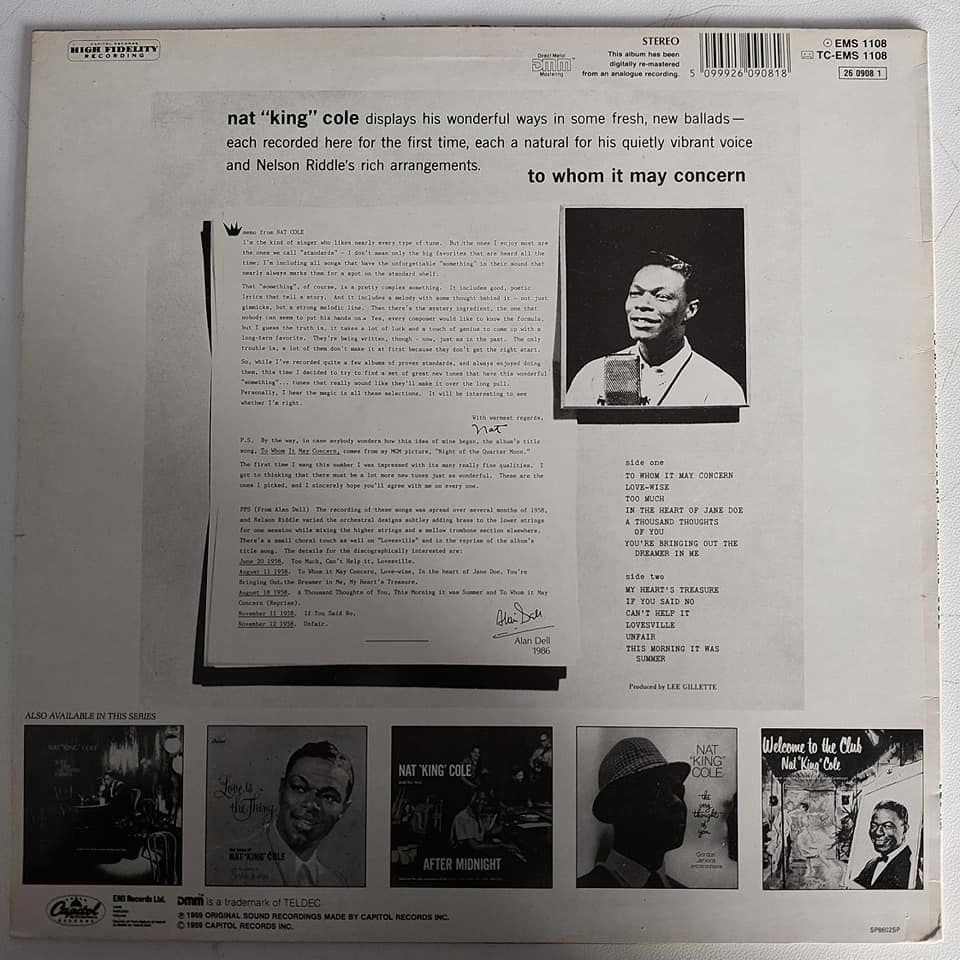 CAPITOL RECORDS
HIGH FIDELITY
RECORDING
Direct Metal
dmm
Mastering
STEREO
This album has been
digitally re-mastered
from an analogue recording.
5 099926 090818
EMS 1108
TC-EMS 1108
26 0908 1
nat "king" cole displays his wonderful ways in some fresh, new ballads—
each recorded here for the first time, each a natural for his quietly vibrant voice
and Nelson Riddle's rich arrangements.
to whom it may concern
memo from NAT COLE
I'm the kind of singer who likes nearly every type of tune. But the ones I enjoy most are
the ones we call "standards" - I don't mean only the big favorites that are heard all the
time; I'm including all songs that have the unforgettable "something" in their sound that
nearly always marks them for a spot on the standard shelf.
That "something", of course, is a pretty complex something. It includes good, poetic
lyrics that tell a story. And it includes a melody with some thought behind it - not just
gimmicks, but a strong melodic line. Then there's the mystery ingredient, the one that
nobody can seem to put his hands on. Yes, every composer would like to know the formula,
but I guess the truth is, it takes a lot of luck and a touch of genius to come up with a
long-term favorite. They're being written, though - now, just as in the past. The only
trouble is, a lot of them don't make it at first because they don't get the right start.
So, while I've recorded quite a few albums of proven standards, and always enjoyed doing
them, this time I decided to try to find a set of great new tunes that have this wonderful
"something"... tunes that really sound like they'll make it over the long pull.
Personally, I hear the magic in all these selections. It will be interesting to see
whether I'm right.
With warmest regards,
Nat
P.S. By the way, in case anybody wonders how this idea of mine began, the album's title
song, To Whom It May Concern, comes from my MGM picture, "Night of the Quarter Moon."
The first time I sang this number I was impressed with its many really fine qualities. I
got to thinking that there must be a lot more new tunes just as wonderful. These are the
ones I picked, and I sincerely hope you'll agree with me on every one.
PPS (From Alan Dell) The recording of these songs was spread over several months of 1958,
and Nelson Riddle varied the orchestral designs subtley adding brass to the lower strings
for one session while mixing the higher strings and a mellow trombone section elsewhere.
There's a small choral touch as well on "Lovesville" and in the reprise of the album's
title song. The details for the discographically interested are:
June 20 1958. Too Much, Can't Help it, Lovesville.
August 11 1958. To Whom it May Concern, Love-wise, In the heart of Jane Doe, You're
Bringing Out the Dreamer in Me, My Heart's Treasure.
August 18 1958. A Thousand Thoughts of You, This Morning it was Summer and To Whom it May
Concern (Reprise).
November 11 1958. If You Said No.
November 12 1958. Unfair.
Alan Dell
Alan Dell
1986
side one
TO WHOM IT MAY CONCERN
LOVE-WISE
TOO MUCH
IN THE HEART OF JANE DOE
A THOUSAND THOUGHTS
OF YOU
YOU'RE BRINGING OUT THE
DREAMER IN ME
side two
MY HEART'S TREASURE
IF YOU SAID NO
CAN'T HELP IT
LOVESVILLE
UNFAIR
THIS MORNING IT WAS
SUMMER
Produced by LEE GILLETTE
ALSO AVAILABLE IN THIS SERIES
NAT "KING" COLE
Love Is
the Thing
NAT 'KING' COLE
NAT 'KING' COLE
AFTER MIDNIGHT
NAT
"KING"
COLE
the
very
thought
of
you
Gordon
Jenkins
Welcome to the Club
Nat "King" Cole
Capitol
RECORDS
EMI Records Ltd.
dmm is a trademark of TELDEC
℗ 1959 ORIGINAL SOUND RECORDINGS MADE BY CAPITOL RECORDS INC.
© 1959 CAPITOL RECORDS INC.
SP8602SP